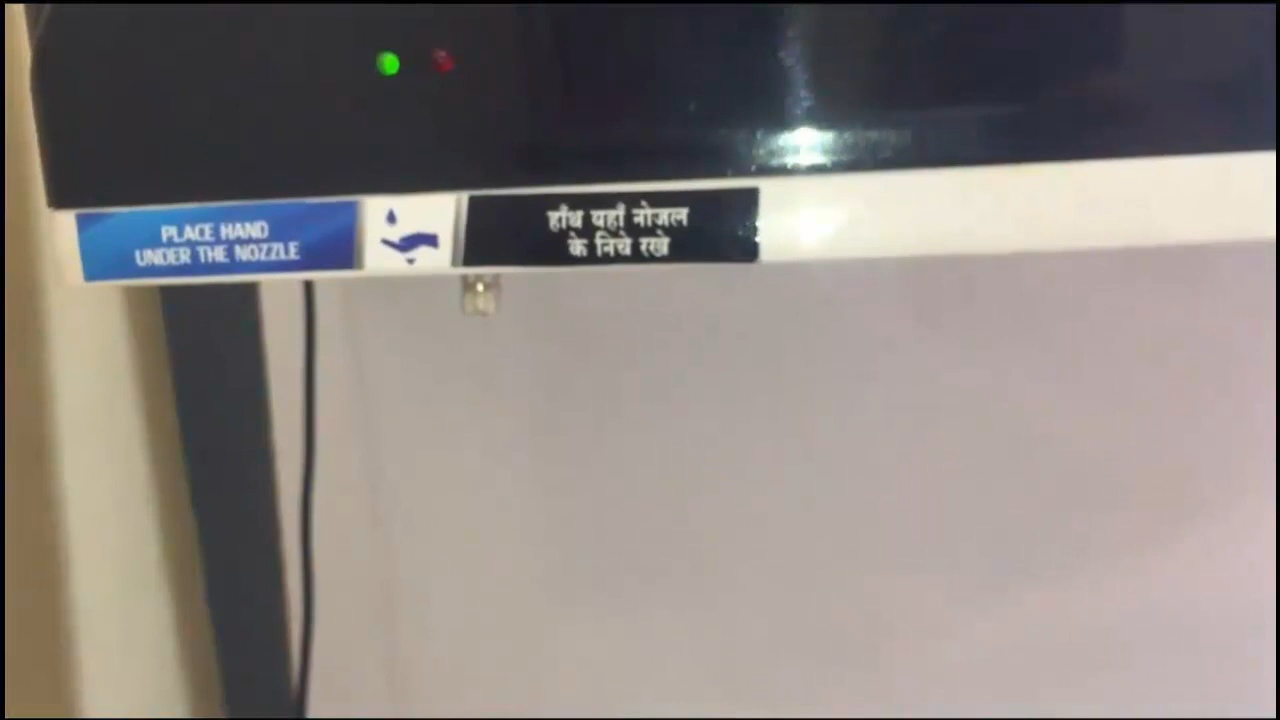 PLACE HAND
UNDER THE NOZZLE
हाँथ यहाँ नोजल
के निचे रखे